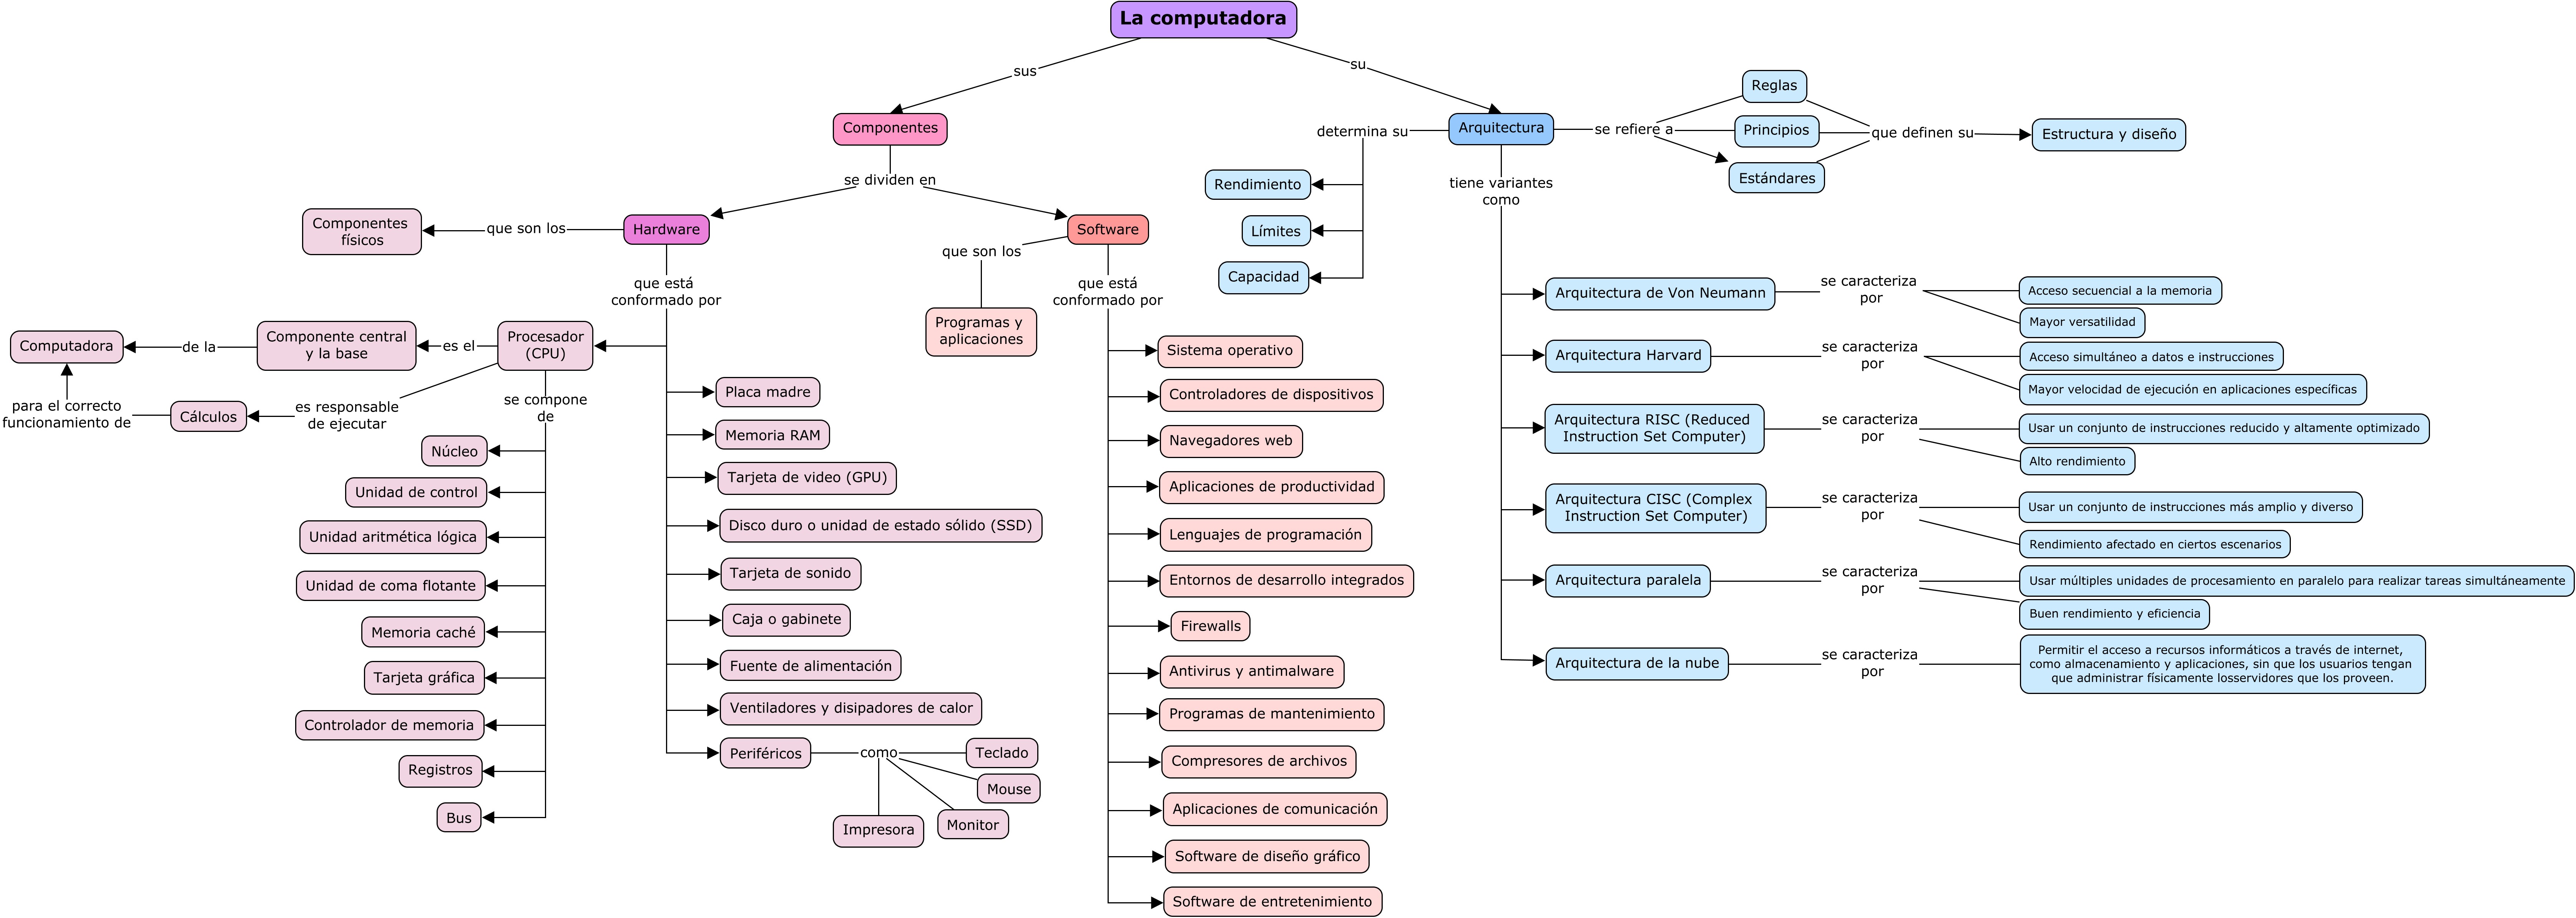 La computadora
sus
su
Componentes
se dividen en
Hardware
que son los
Componentes
físicos
que está
conformado por
Procesador
(CPU)
es el
Componente central
y la base
de la
Computadora
es responsable
de ejecutar
Cálculos
para el correcto
funcionamiento de
se compone
de
Núcleo
Unidad de control
Unidad aritmética lógica
Unidad de coma flotante
Memoria caché
Tarjeta gráfica
Controlador de memoria
Registros
Bus
Placa madre
Memoria RAM
Tarjeta de video (GPU)
Disco duro o unidad de estado sólido (SSD)
Tarjeta de sonido
Caja o gabinete
Fuente de alimentación
Ventiladores y disipadores de calor
Periféricos
como
Teclado
Mouse
Monitor
Impresora
Software
que son los
Programas y
aplicaciones
que está
conformado por
Sistema operativo
Controladores de dispositivos
Navegadores web
Aplicaciones de productividad
Lenguajes de programación
Entornos de desarrollo integrados
Firewalls
Antivirus y antimalware
Programas de mantenimiento
Compresores de archivos
Aplicaciones de comunicación
Software de diseño gráfico
Software de entretenimiento
Arquitectura
determina su
Rendimiento
Límites
Capacidad
se refiere a
Reglas
Principios
Estándares
que definen su
Estructura y diseño
tiene variantes
como
Arquitectura de Von Neumann
se caracteriza
por
Acceso secuencial a la memoria
Mayor versatilidad
Arquitectura Harvard
se caracteriza
por
Acceso simultáneo a datos e instrucciones
Mayor velocidad de ejecución en aplicaciones específicas
Arquitectura RISC (Reduced
Instruction Set Computer)
se caracteriza
por
Usar un conjunto de instrucciones reducido y altamente optimizado
Alto rendimiento
Arquitectura CISC (Complex
Instruction Set Computer)
se caracteriza
por
Usar un conjunto de instrucciones más amplio y diverso
Rendimiento afectado en ciertos escenarios
Arquitectura paralela
se caracteriza
por
Usar múltiples unidades de procesamiento en paralelo para realizar tareas simultáneamente
Buen rendimiento y eficiencia
Arquitectura de la nube
se caracteriza
por
Permitir el acceso a recursos informáticos a través de internet,
como almacenamiento y aplicaciones, sin que los usuarios tengan
que administrar físicamente losservidores que los proveen.